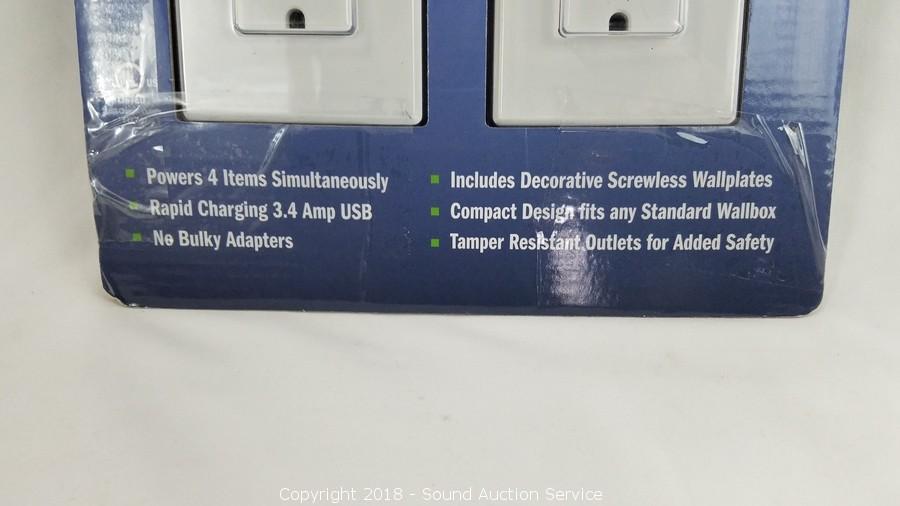 US
Powers 4 Items Simultaneously
Rapid Charging 3.4 Amp USB
No Bulky Adapters
Includes Decorative Screwless Wallplates
Compact Design fits any Standard Wallbox
Tamper Resistant Outlets for Added Safety
Copyright 2018 - Sound Auction Service